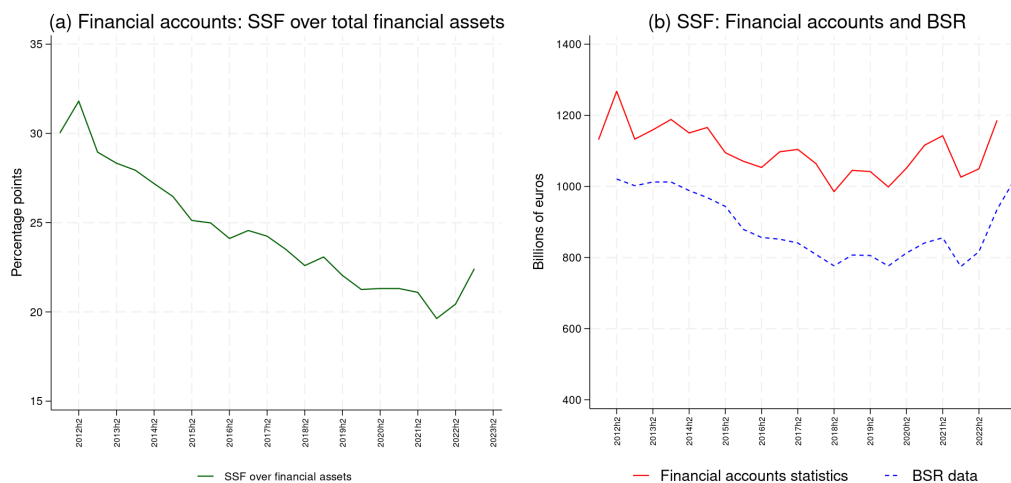 (a) Financial accounts: SSF over total financial assets
Percentage points
35
30
25
20
15
2012h2
2013h2
2014h2
2015h2
2016h2
2017h2
2018h2
2019h2
2020h2
2021h2
2022h2
2023h2
SSF over financial assets
(b) SSF: Financial accounts and BSR
Billions of euros
1400
1200
1000
800
600
400
2012h2
2013h2
2014h2
2015h2
2016h2
2017h2
2018h2
2019h2
2020h2
2021h2
2022h2
Financial accounts statistics
BSR data